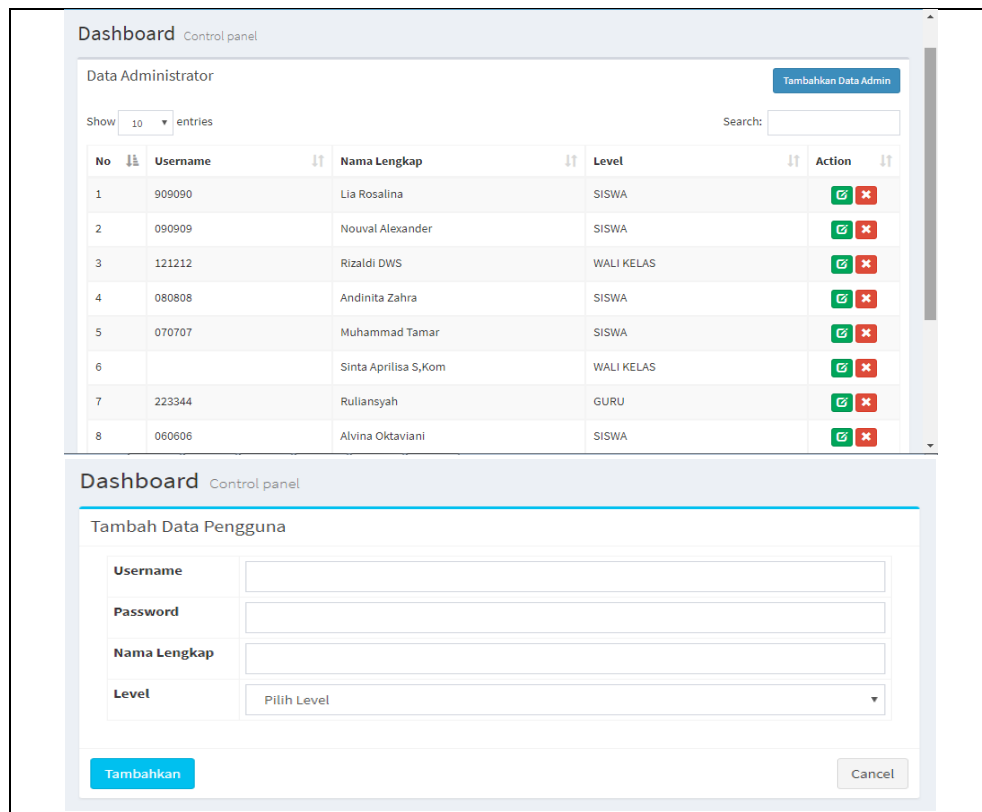 Dashboard Control panel
Data Administrator
Tambahkan Data Admin
Show 10 entries
Search:
No Username Nama Lengkap Level Action
1 909090 Lia Rosalina SISWA
2 090909 Nouval Alexander SISWA
3 121212 Rizaldi DWS WALI KELAS
4 080808 Andinita Zahra SISWA
5 070707 Muhammad Tamar SISWA
6 Sinta Aprilisa S,Kom WALI KELAS
7 223344 Ruliansyah GURU
8 060606 Alvina Oktaviani SISWA
Dashboard Control panel
Tambah Data Pengguna
Username
Password
Nama Lengkap
Level Pilih Level
Tambahkan Cancel